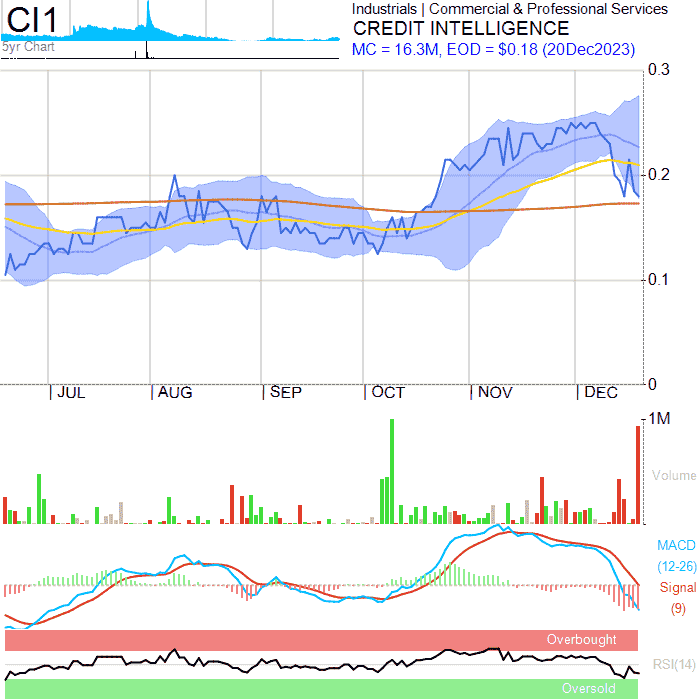 CI1
5yr Chart
Industrials | Commercial & Professional Services
CREDIT INTELLIGENCE
MC = 16.3M, EOD = $0.18 (20Dec2023)
0.3
0.2
0.1
0
| JUL | AUG | SEP | OCT | NOV | DEC
1M
Volume
MACD
(12-26)
Signal
(9)
Overbought
RSI(14)
Oversold